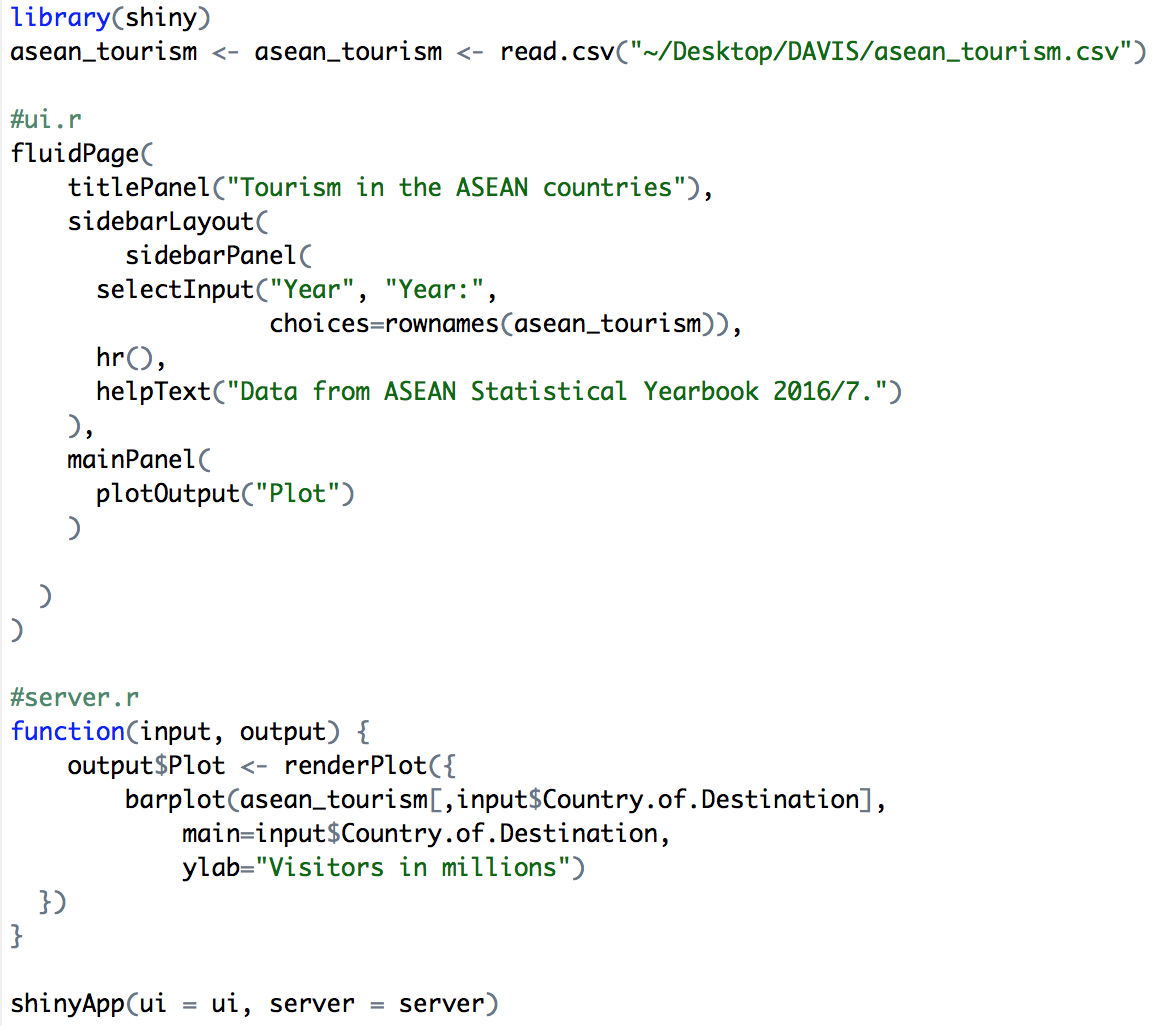 library(shiny)
asean_tourism <- asean_tourism <- read.csv("~/Desktop/DAVIS/asean_tourism.csv")

#ui.r
fluidPage(
    titlePanel("Tourism in the ASEAN countries"),
    sidebarLayout(
        sidebarPanel(
      selectInput("Year", "Year:",
                  choices=rownames(asean_tourism)),
      hr(),
      helpText("Data from ASEAN Statistical Yearbook 2016/7.")
    ),
    mainPanel(
      plotOutput("Plot")
    )

  )
)

#server.r
function(input, output) {
    output$Plot <- renderPlot({
        barplot(asean_tourism[,input$Country.of.Destination],
            main=input$Country.of.Destination,
            ylab="Visitors in millions")
  })
}

shinyApp(ui = ui, server = server)